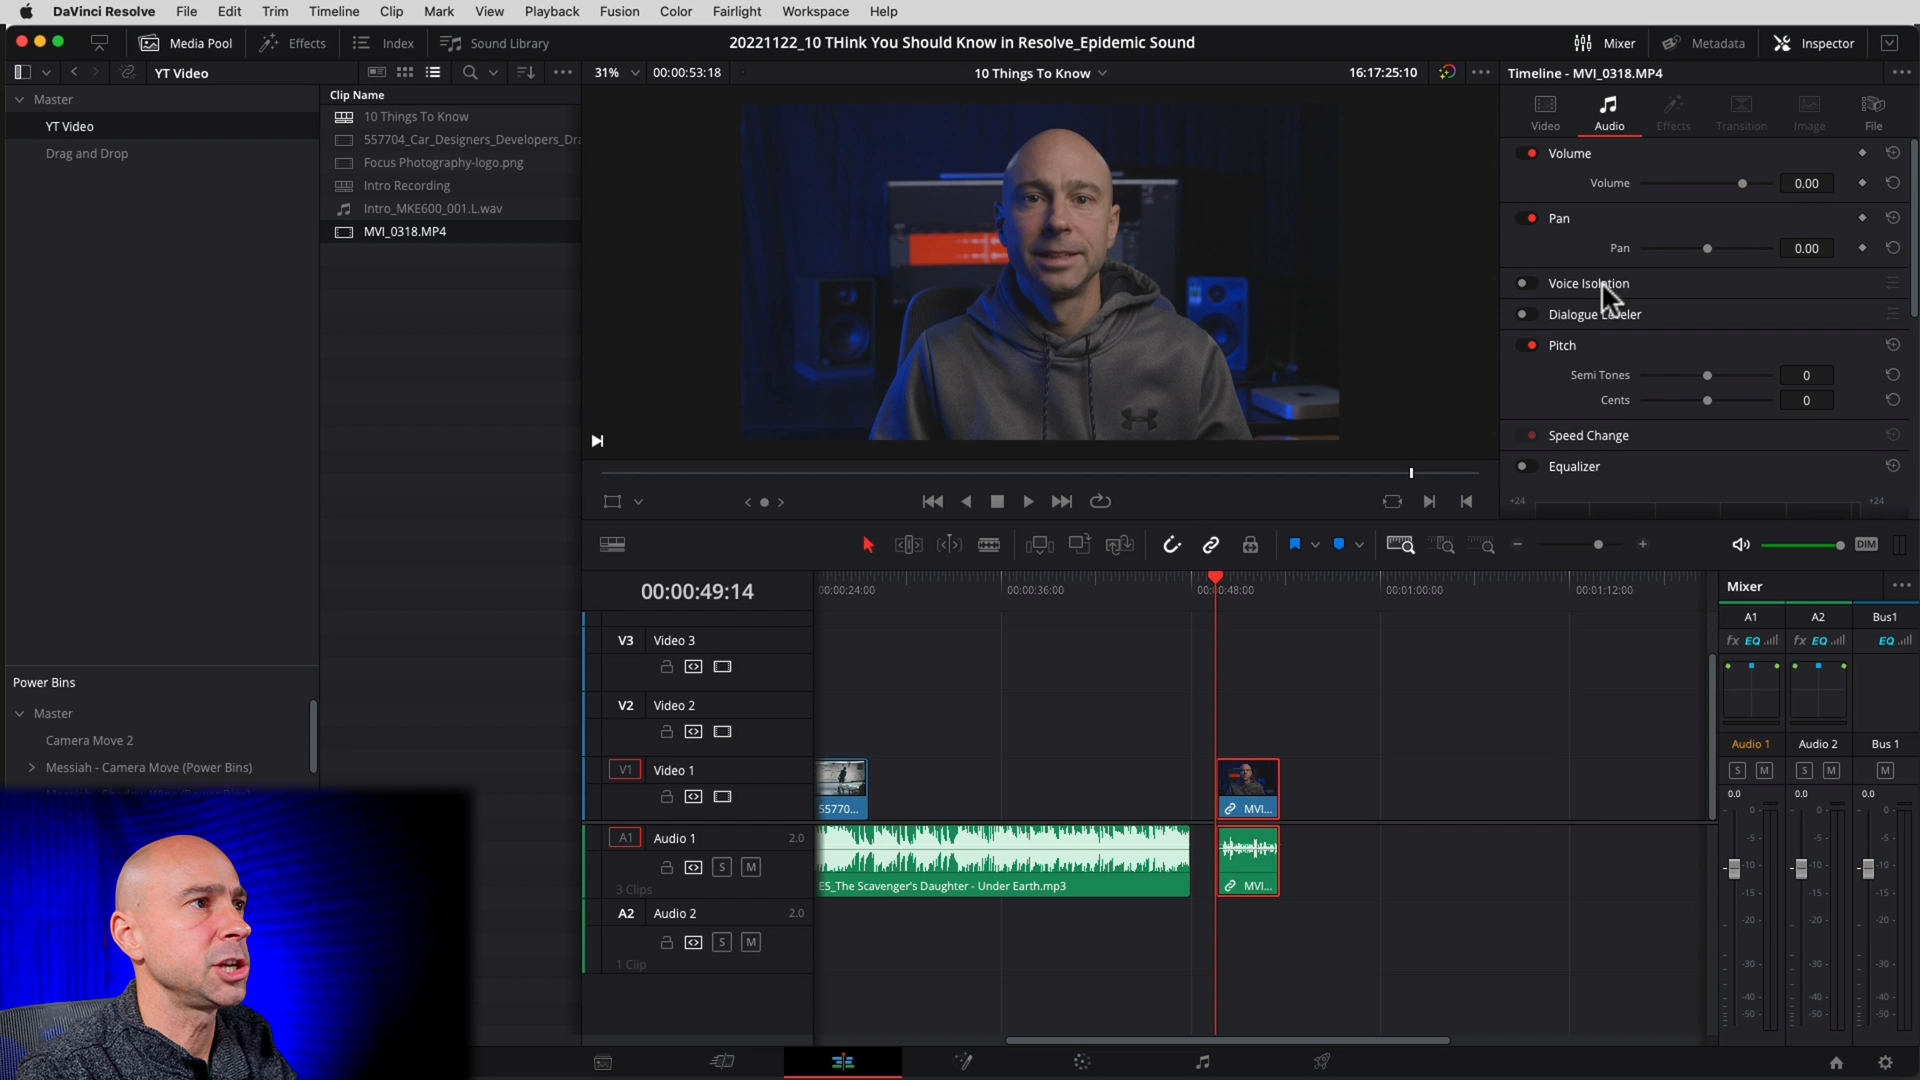 DaVinci Resolve File Edit Trim Timeline Clip Mark View Playback Fusion Color Fairlight Workspace Help
Media Pool Effects Index Sound Library 20221122_10 THink You Should Know in Resolve_Epidemic Sound Mixer Metadata Inspector
YT Video 31% 00:00:53:18 10 Things To Know 16:17:25:10 Timeline - MVI_0318.MP4
Master
YT Video
Drag and Drop
Clip Name
10 Things To Know
557704_Car_Designers_Developers_Dra
Focus Photography-logo.png
Intro Recording
Intro_MKE600_001.L.wav
MVI_0318.MP4
Video Audio Effects Transition Image File
Volume
Volume 0.00
Pan
Pan 0.00
Voice Isolation
Dialogue Leveler
Pitch
Semi Tones 0
Cents 0
Speed Change
Equalizer
+24 +24
DIM
00:00:49:14
00:00:24:00 00:00:36:00 00:00:48:00 00:01:00:00 00:01:12:00
V3 Video 3
V2 Video 2
V1 Video 1
55770... MVI...
A1 Audio 1 2.0
S M
3 Clips
ES_The Scavenger's Daughter - Under Earth.mp3 MVI...
A2 Audio 2 2.0
S M
1 Clip
Mixer
A1 A2 Bus1
fx EQ fx EQ EQ
Audio 1 Audio 2 Bus 1
S M S M M
0.0 0.0 0.0
0 0 0
-5 -5 -5
-10 -10 -10
-15 -15 -15
-20 -20 -20
-30 -30 -30
-40 -40 -40
-50 -50 -50
Power Bins
Master
Camera Move 2
Messiah - Camera Move (Power Bins)